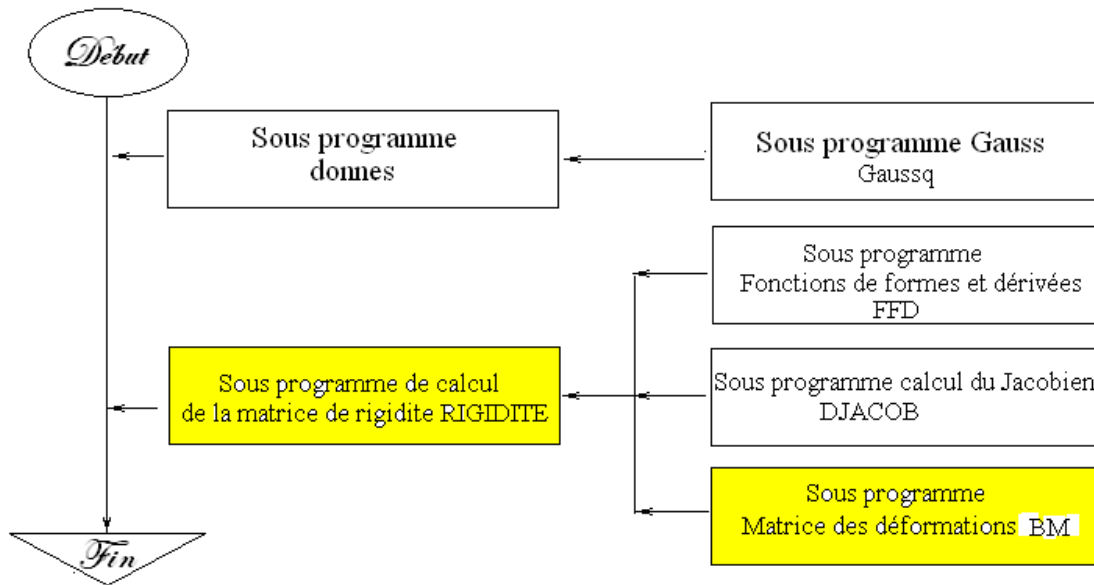 Début
Sous programme
donnes
Sous programme Gauss
Gaussq
Sous programme
Fonctions de formes et dérivées
FFD
Sous programme de calcul
de la matrice de rigidite RIGIDITE
Sous programme calcul du Jacobien
DJACOB
Sous programme
Matrice des déformations BM
Fin